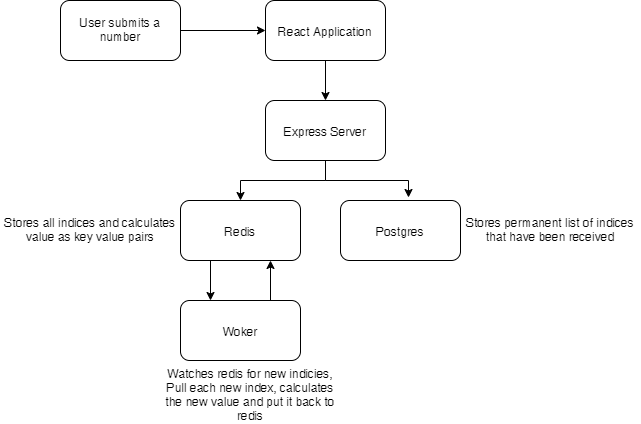 User submits a
number
React Application
Express Server
Stores all indices and calculates
value as key value pairs
Redis
Postgres
Stores permanent list of indices
that have been received
Woker
Watches redis for new indicies,
Pull each new index, calculates
the new value and put it back to
redis